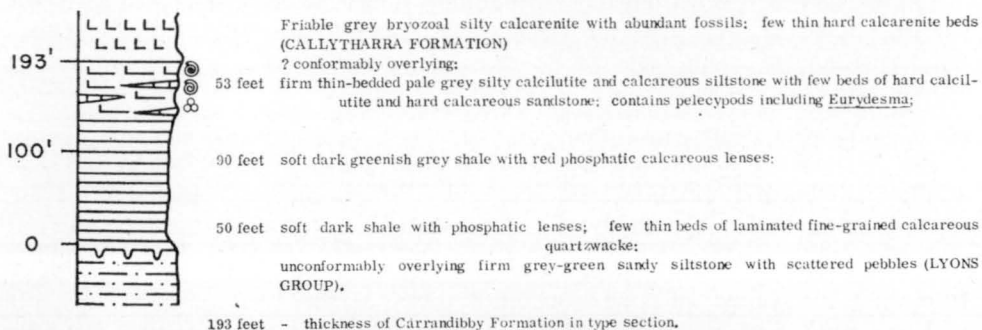 Friable grey bryozoal silty calcarenite with abundant fossils; few thin hard calcarenite beds
(CALLYTHARRA FORMATION)
193'
? conformably overlying:
53 feet firm thin-bedded pale grey silty calcilutite and calcareous siltstone with few beds of hard calcil-
utite and hard calcareous sandstone; contains pelecypods including Eurydesma;
100'
90 feet soft dark greenish grey shale with red phosphatic calcareous lenses;
0
50 feet soft dark shale with phosphatic lenses; few thin beds of laminated fine-grained calcareous
quartzwacke;
unconformably overlying firm grey-green sandy siltstone with scattered pebbles (LYONS
GROUP).
193 feet - thickness of Carrandibby Formation in type section.